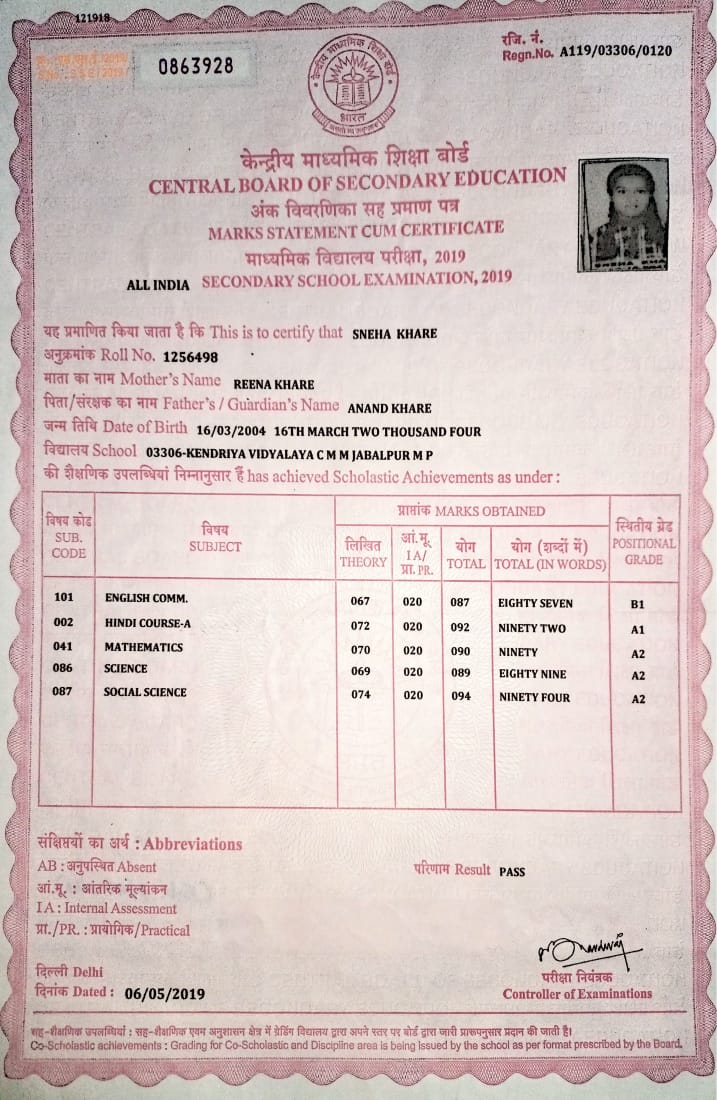 121918
0863928
रजि. नं.
Regn.No. A119/03306/0120
केन्द्रीय माध्यमिक शिक्षा बोर्ड
भारत
केन्द्रीय माध्यमिक शिक्षा बोर्ड
CENTRAL BOARD OF SECONDARY EDUCATION
अंक विवरणिका सह प्रमाण पत्र
MARKS STATEMENT CUM CERTIFICATE
माध्यमिक विद्यालय परीक्षा, 2019
ALL INDIA SECONDARY SCHOOL EXAMINATION, 2019
यह प्रमाणित किया जाता है कि This is to certify that SNEHA KHARE
अनुक्रमांक Roll No. 1256498
माता का नाम Mother's Name REENA KHARE
पिता/संरक्षक का नाम Father's / Guardian's Name ANAND KHARE
जन्म तिथि Date of Birth 16/03/2004 16TH MARCH TWO THOUSAND FOUR
विद्यालय School 03306-KENDRIYA VIDYALAYA C M M JABALPUR M P
की शैक्षणिक उपलब्धियां निम्नानुसार हैं has achieved Scholastic Achievements as under :
विषय कोड SUB. CODE
विषय SUBJECT
प्राप्तांक MARKS OBTAINED
लिखित THEORY
आं.मू. I A/ प्रा. PR.
योग TOTAL
योग (शब्दों में) TOTAL (IN WORDS)
स्थितीय ग्रेड POSITIONAL GRADE
101 ENGLISH COMM. 067 020 087 EIGHTY SEVEN B1
002 HINDI COURSE-A 072 020 092 NINETY TWO A1
041 MATHEMATICS 070 020 090 NINETY A2
086 SCIENCE 069 020 089 EIGHTY NINE A2
087 SOCIAL SCIENCE 074 020 094 NINETY FOUR A2
संक्षिप्तयों का अर्थ : Abbreviations
AB : अनुपस्थित Absent
परिणाम Result PASS
आं.मू. : आंतरिक मूल्यांकन
I A : Internal Assessment
प्रा./PR. : प्रायोगिक/Practical
दिल्ली Delhi
दिनांक Dated : 06/05/2019
परीक्षा नियंत्रक
Controller of Examinations
सह-शैक्षणिक उपलब्धियां : सह-शैक्षणिक एवम अनुशासन क्षेत्र में ग्रेडिंग विद्यालय द्वारा अपने स्तर पर बोर्ड द्वारा जारी प्रारूपनुसार प्रदान की जाती है।
Co-Scholastic achievements : Grading for Co-Scholastic and Discipline area is being issued by the school as per format prescribed by the Board.